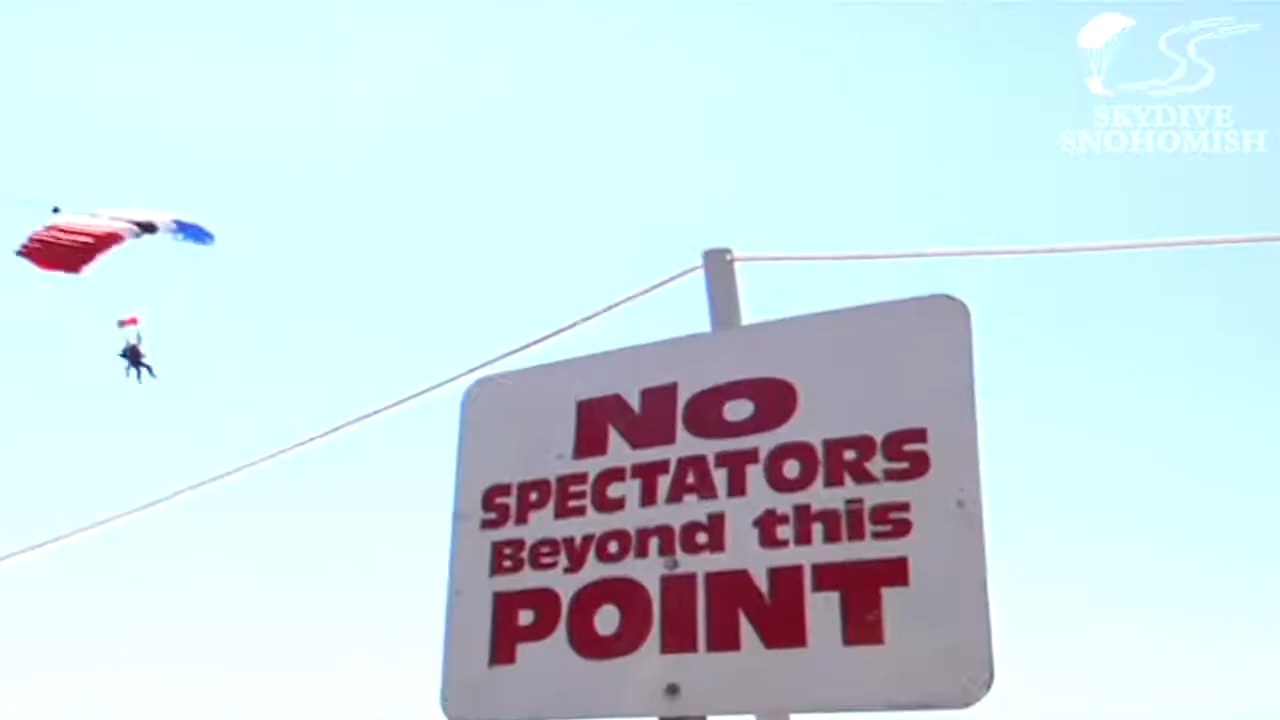 SKYDIVE
SNOHOMISH
NO
SPECTATORS
Beyond this
POINT